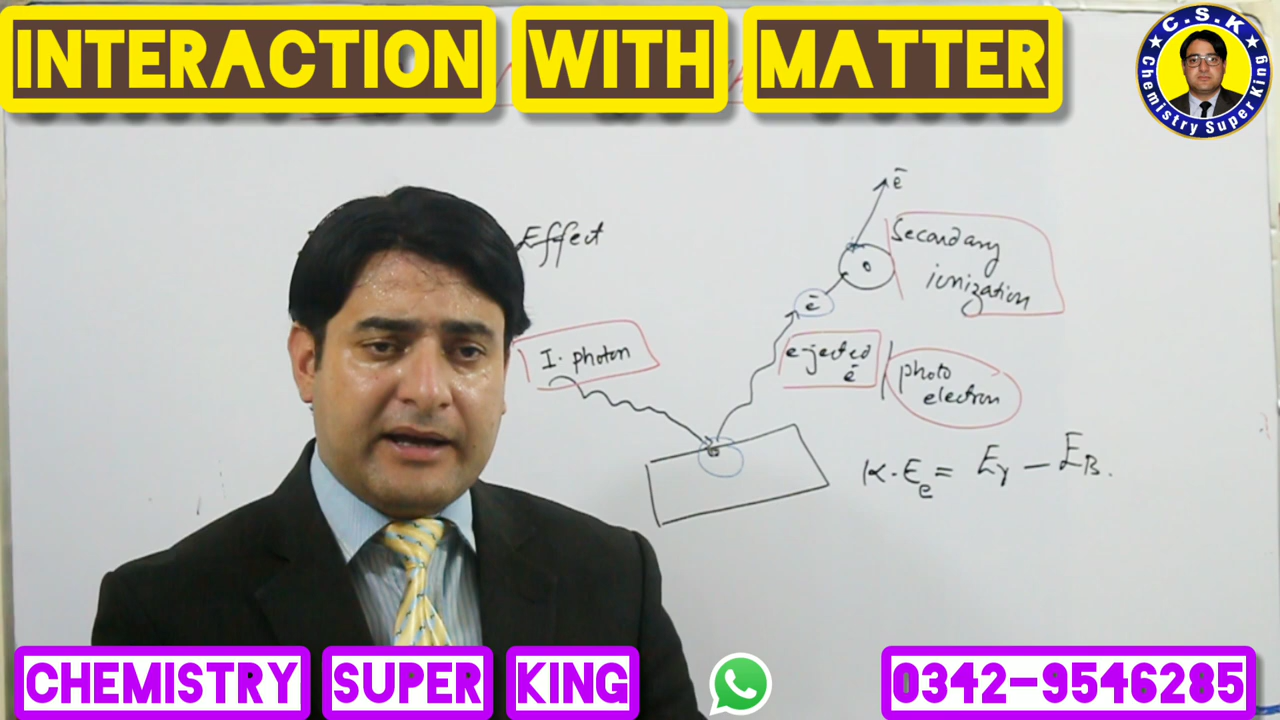 INTERACTION WITH MATTER
C.S.K
Chemistry Super King
ē
Effect
Secondary
ionization
ē
I. photon
ejected
ē
photo
electron
K.Eₑ = Eγ – EB.
CHEMISTRY SUPER KING
0342-9546285